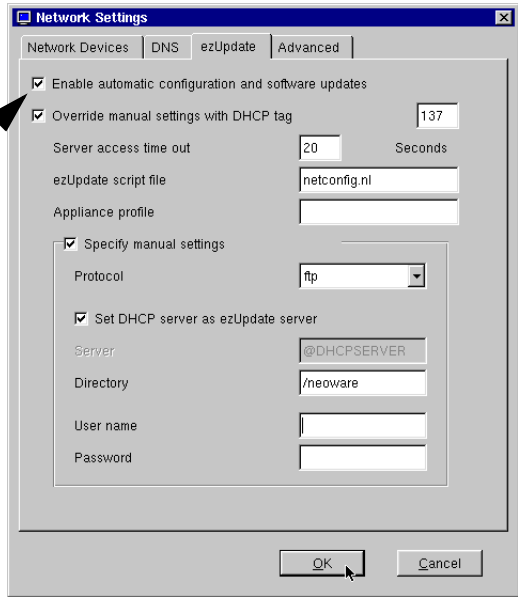 Network Settings
Network Devices DNS ezUpdate Advanced
Enable automatic configuration and software updates
Override manual settings with DHCP tag 137
Server access time out 20 Seconds
ezUpdate script file netconfig.nl
Appliance profile
Specify manual settings
Protocol ftp
Set DHCP server as ezUpdate server
Server @DHCPSERVER
Directory /neoware
User name
Password
OK Cancel